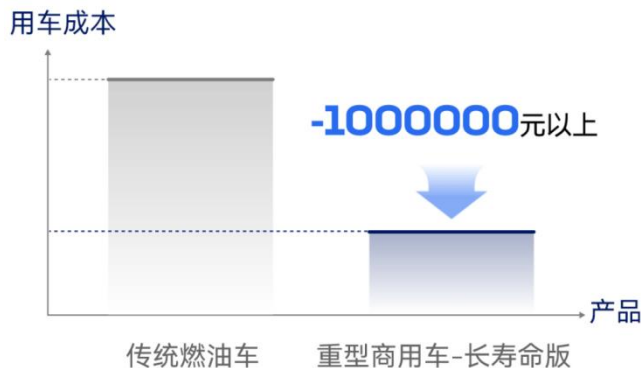 用车成本
-1000000元以上
产品
传统燃油车
重型商用车-长寿命版